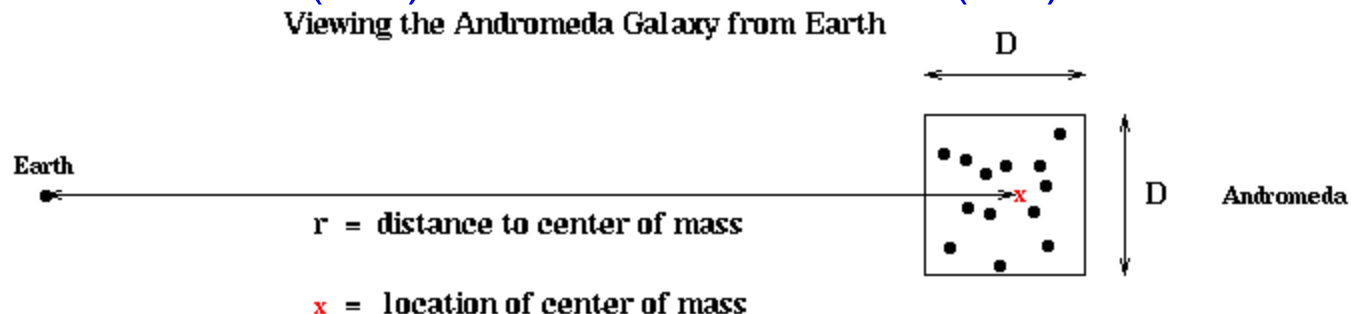 Viewing the Andromeda Galaxy from Earth
D
Earth
x
D
Andromeda
r = distance to center of mass
x = location of center of mass